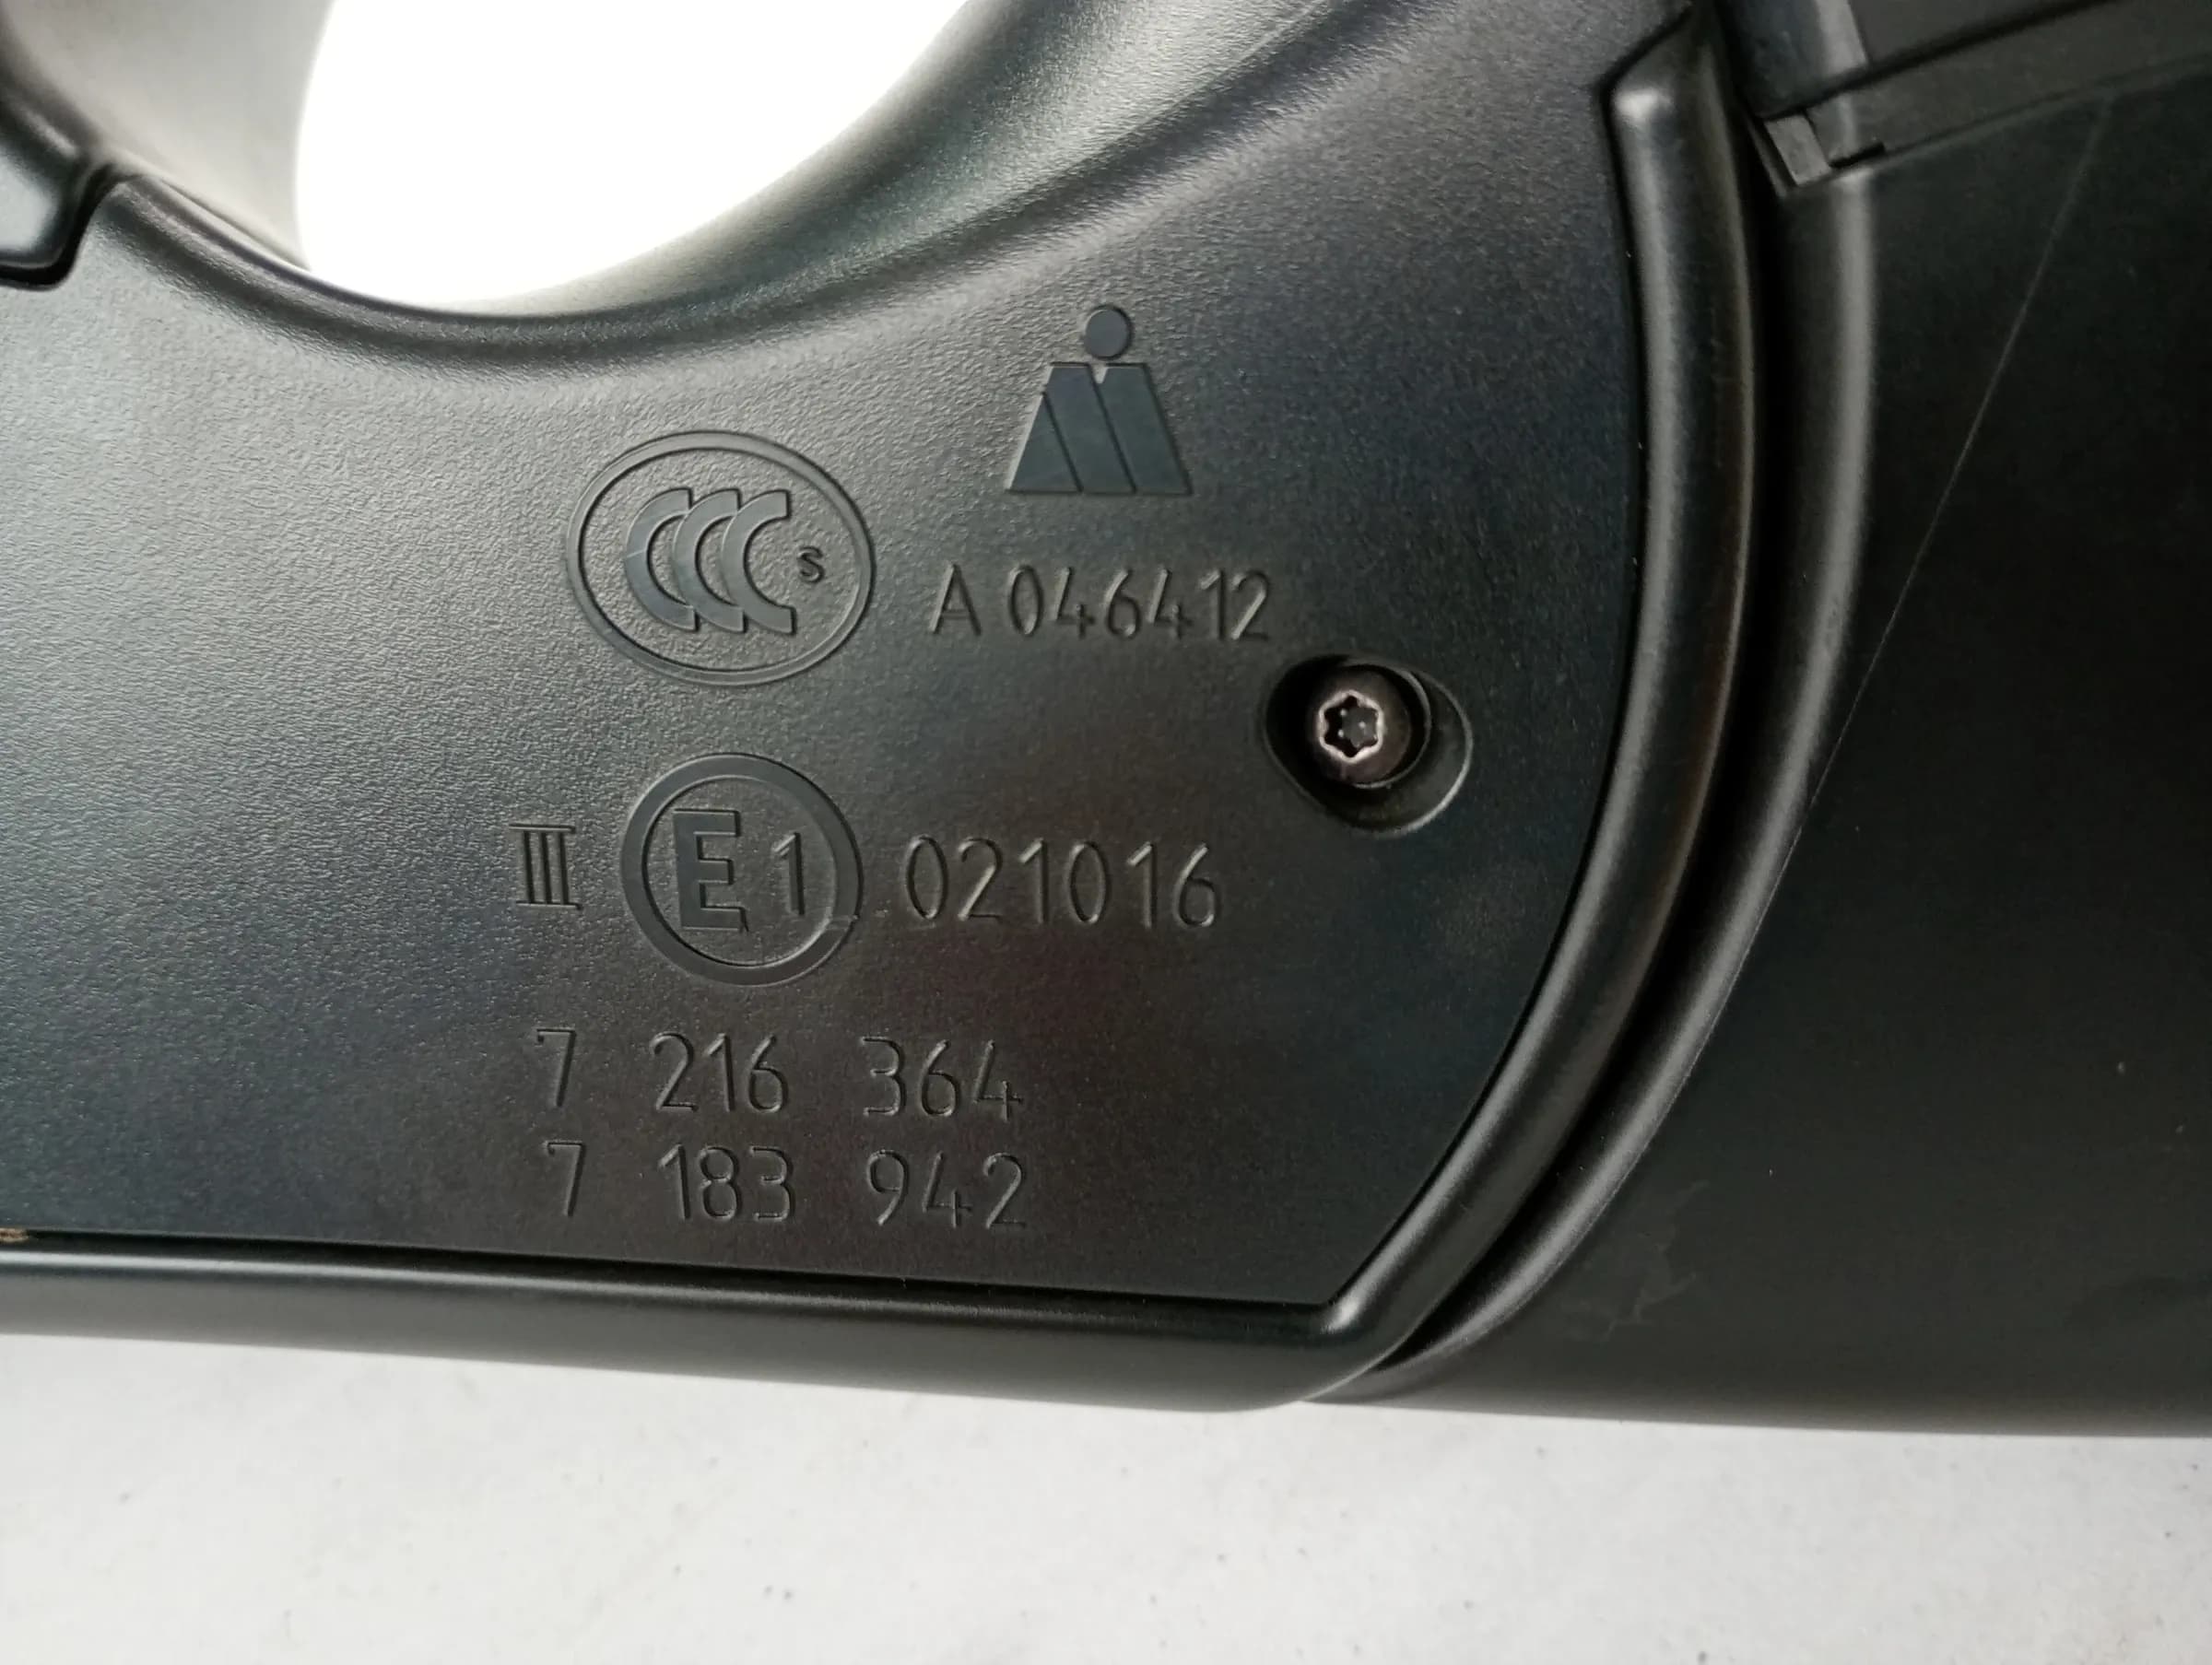 CCC S A 046412
III E1 021016
7 216 364
7 183 942